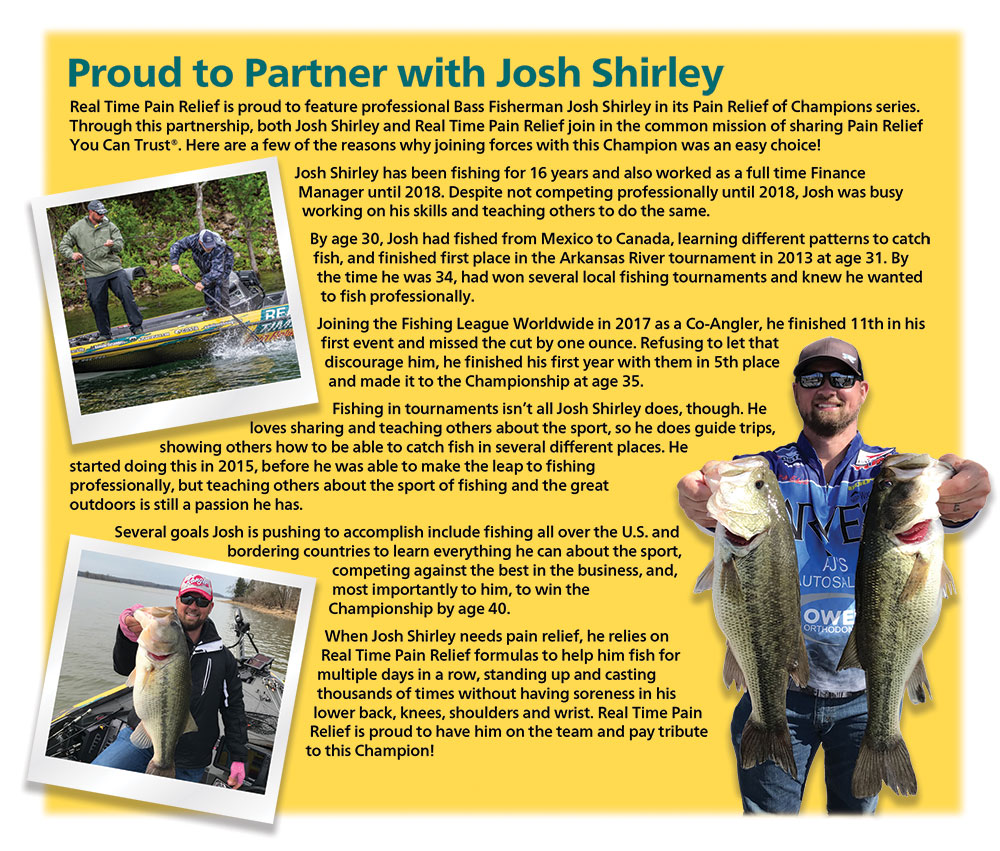 Proud to Partner with Josh Shirley
Real Time Pain Relief is proud to feature professional Bass Fisherman Josh Shirley in its Pain Relief of Champions series.
Through this partnership, both Josh Shirley and Real Time Pain Relief join in the common mission of sharing Pain Relief
You Can Trust®. Here are a few of the reasons why joining forces with this Champion was an easy choice!
Josh Shirley has been fishing for 16 years and also worked as a full time Finance
Manager until 2018. Despite not competing professionally until 2018, Josh was busy
working on his skills and teaching others to do the same.
By age 30, Josh had fished from Mexico to Canada, learning different patterns to catch
fish, and finished first place in the Arkansas River tournament in 2013 at age 31. By
the time he was 34, had won several local fishing tournaments and knew he wanted
to fish professionally.
REA
TIM
Joining the Fishing League Worldwide in 2017 as a Co-Angler, he finished 11th in his
first event and missed the cut by one ounce. Refusing to let that
discourage him, he finished his first year with them in 5th place
and made it to the Championship at age 35.
Fishing in tournaments isn't all Josh Shirley does, though. He
loves sharing and teaching others about the sport, so he does guide trips,
showing others how to be able to catch fish in several different places. He
started doing this in 2015, before he was able to make the leap to fishing
professionally, but teaching others about the sport of fishing and the great
outdoors is still a passion he has.
Several goals Josh is pushing to accomplish include fishing all over the U.S. and
bordering countries to learn everything he can about the sport,
competing against the best in the business, and,
most importantly to him, to win the
Championship by age 40.
AJ'S
AUTOSAL
OWE
ORTHODO
When Josh Shirley needs pain relief, he relies on
Real Time Pain Relief formulas to help him fish for
multiple days in a row, standing up and casting
thousands of times without having soreness in his
lower back, knees, shoulders and wrist. Real Time Pain
Relief is proud to have him on the team and pay tribute
to this Champion!